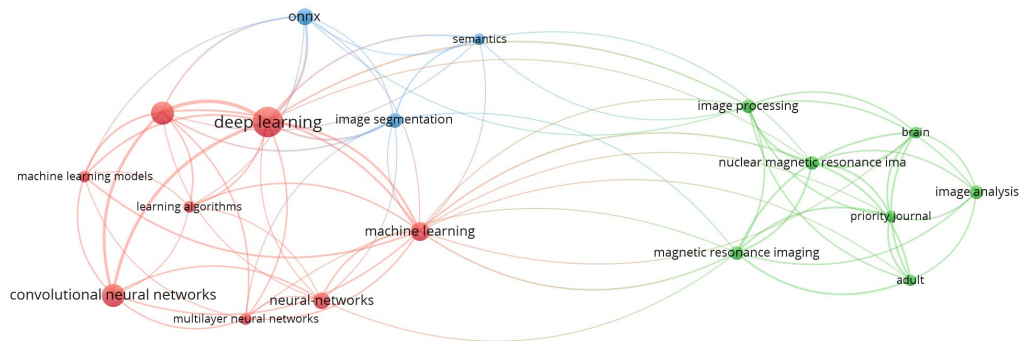 onnx
semantics
image processing
deep learning
image segmentation
brain
nuclear magnetic resonance ima
machine learning models
image analysis
learning algorithms
priority journal
machine learning
magnetic resonance imaging
adult
convolutional neural networks
neural-networks
multilayer neural networks